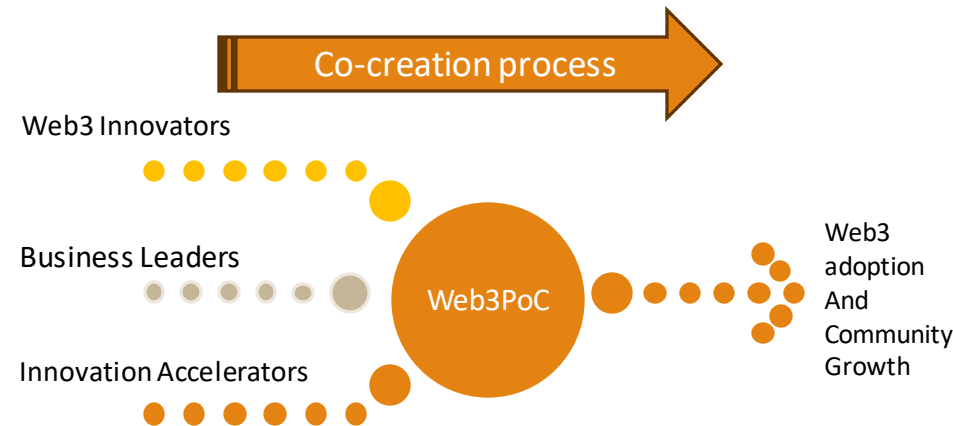 Co-creation process
Web3 Innovators
Business Leaders
Innovation Accelerators
Web3PoC
Web3
adoption
And
Community
Growth